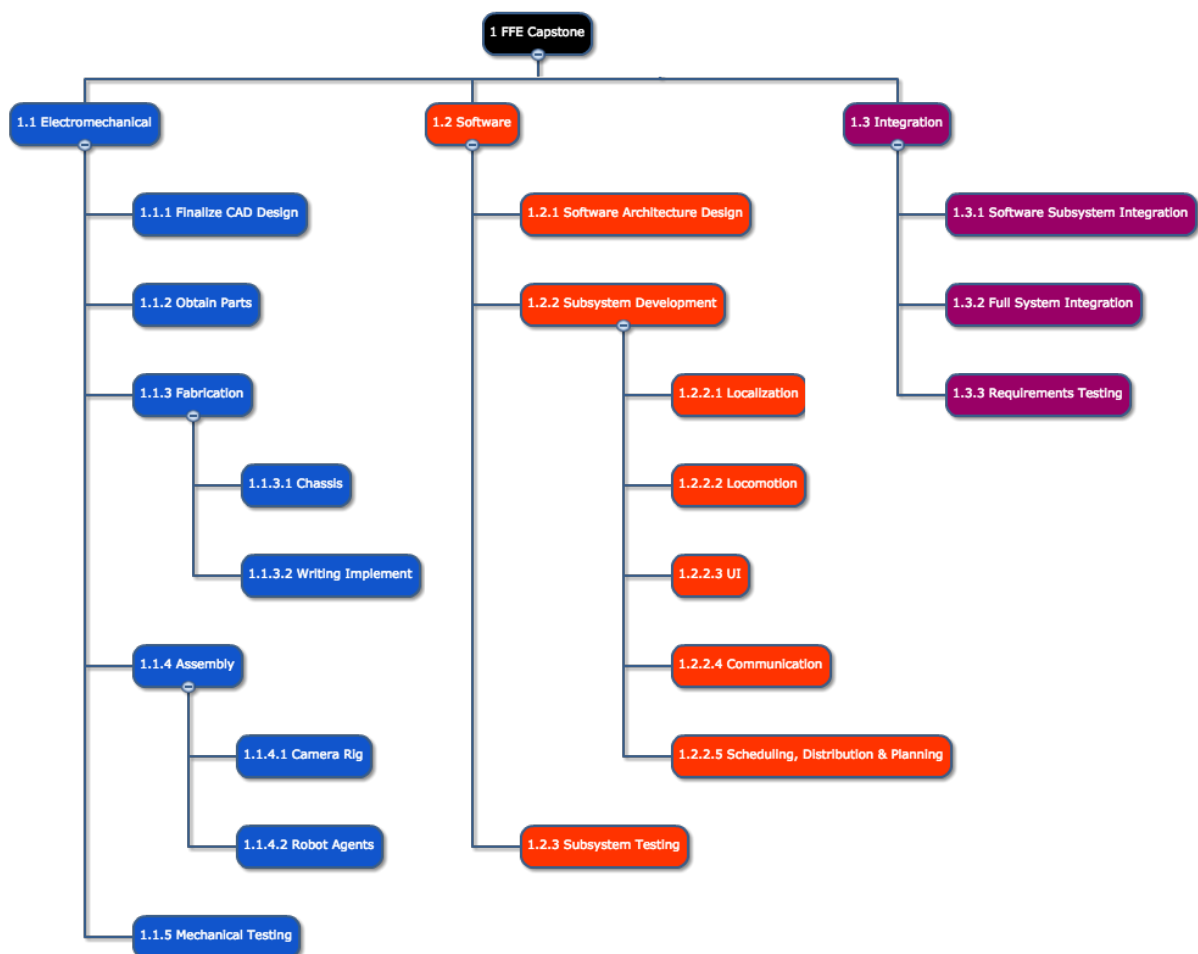 1 FFE Capstone
1.1 Electromechanical
1.1.1 Finalize CAD Design
1.1.2 Obtain Parts
1.1.3 Fabrication
1.1.3.1 Chassis
1.1.3.2 Writing Implement
1.1.4 Assembly
1.1.4.1 Camera Rig
1.1.4.2 Robot Agents
1.1.5 Mechanical Testing
1.2 Software
1.2.1 Software Architecture Design
1.2.2 Subsystem Development
1.2.2.1 Localization
1.2.2.2 Locomotion
1.2.2.3 UI
1.2.2.4 Communication
1.2.2.5 Scheduling, Distribution & Planning
1.2.3 Subsystem Testing
1.3 Integration
1.3.1 Software Subsystem Integration
1.3.2 Full System Integration
1.3.3 Requirements Testing